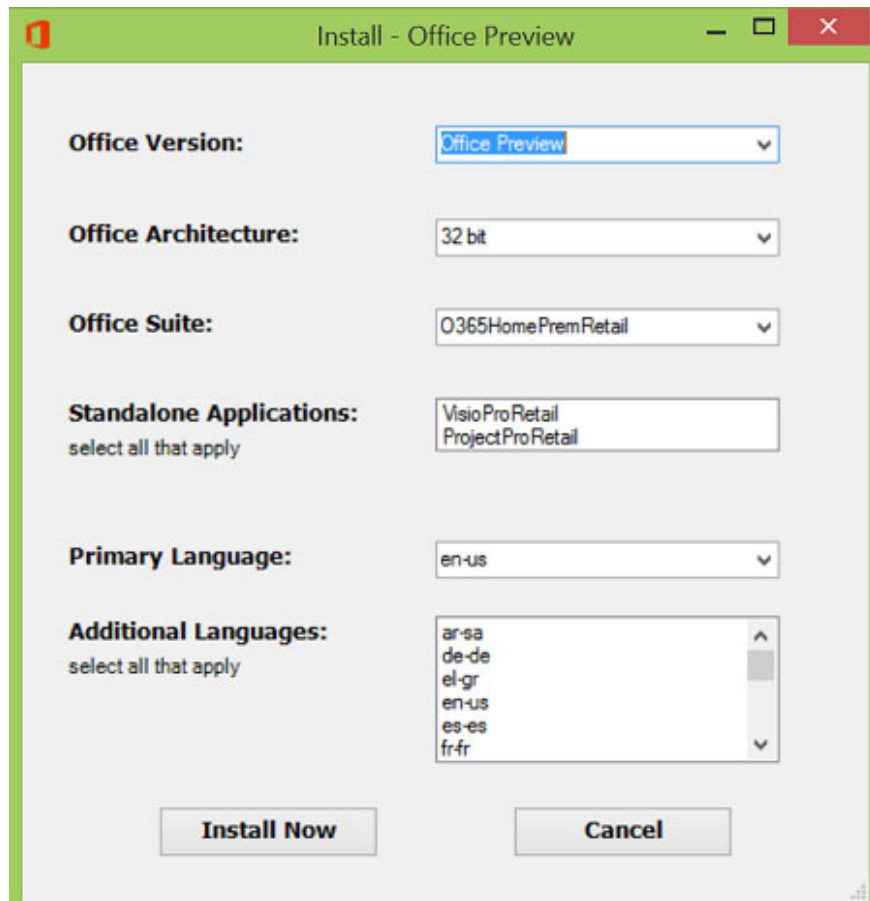 Install - Office Preview
Office Version:
Office Preview
Office Architecture:
32 bit
Office Suite:
O365HomePremRetail
Standalone Applications:
select all that apply
VisioProRetail
ProjectProRetail
Primary Language:
en-us
Additional Languages:
select all that apply
ar-sa
de-de
el-gr
en-us
es-es
fr-fr
Install Now
Cancel